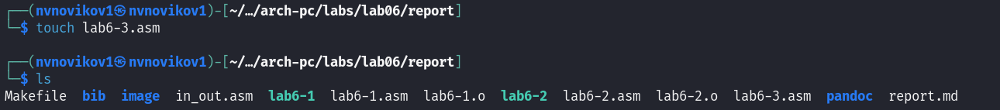 ┌──(nvnovikov1㉿nvnovikov1)-[~/…/arch-pc/labs/lab06/report]
└─$ touch lab6-3.asm
┌──(nvnovikov1㉿nvnovikov1)-[~/…/arch-pc/labs/lab06/report]
└─$ ls
Makefile bib image in_out.asm lab6-1 lab6-1.asm lab6-1.o lab6-2 lab6-2.asm lab6-2.o lab6-3.asm pandoc report.md